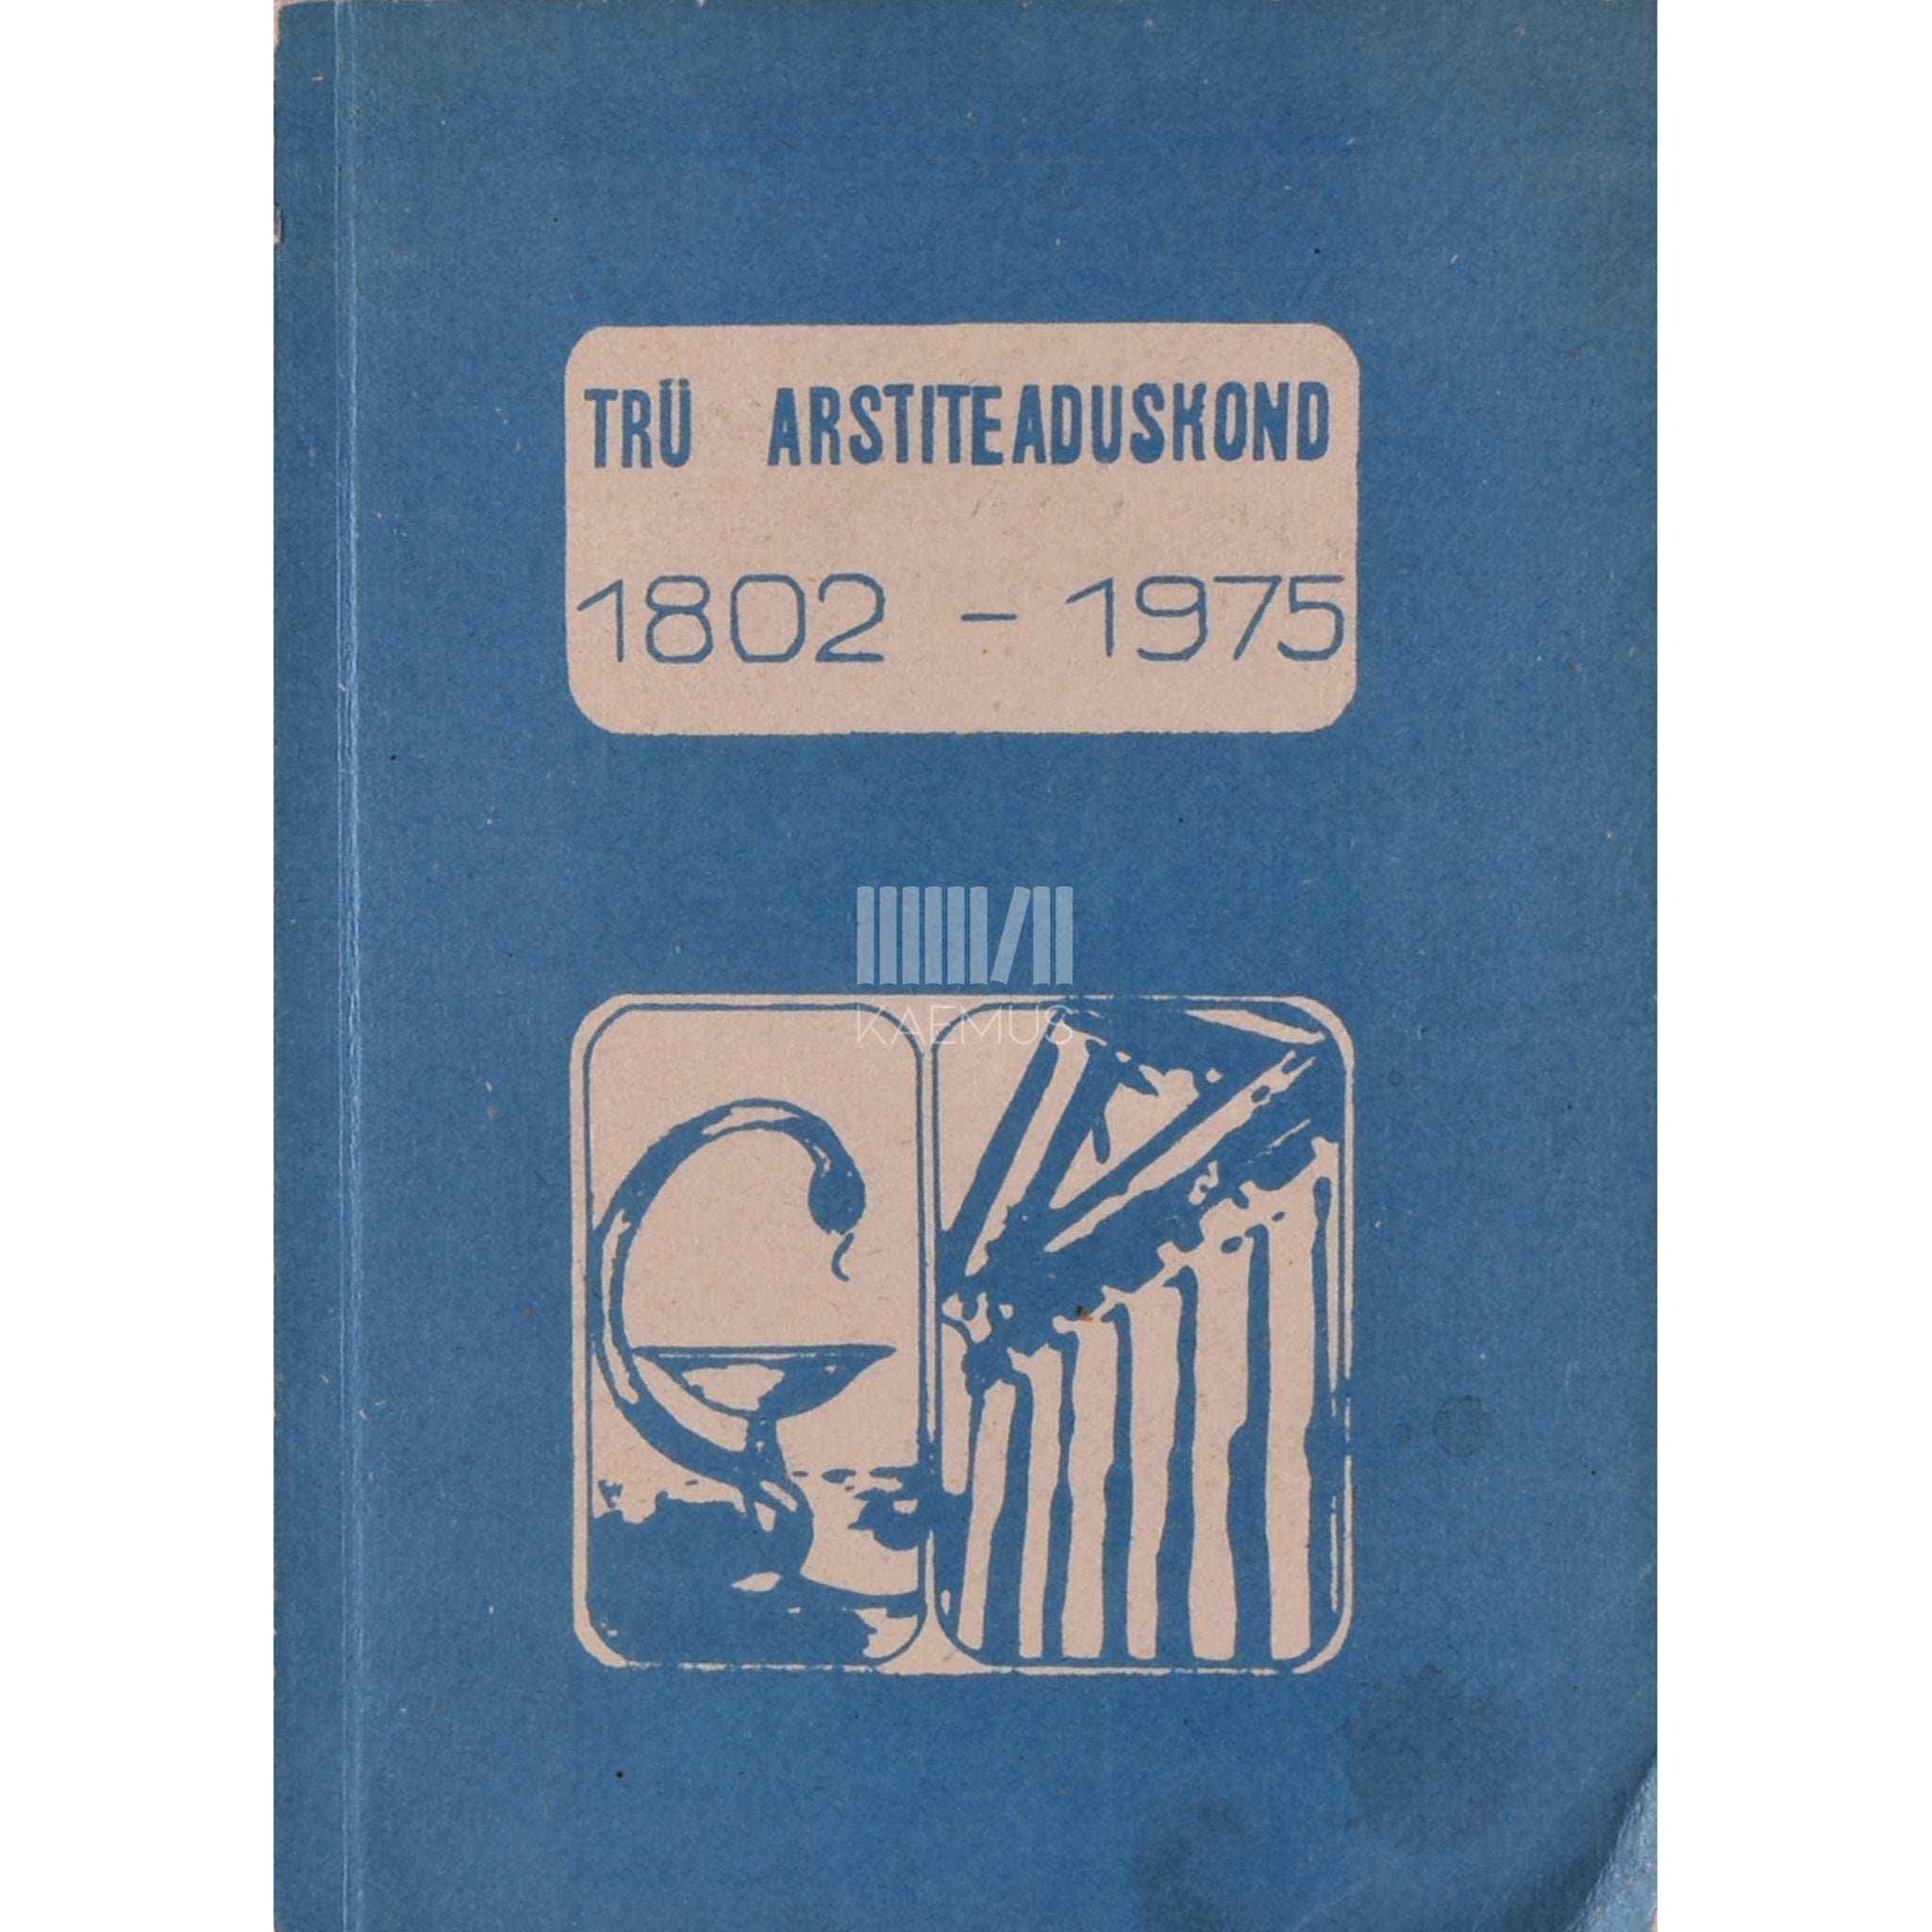 TRÜ ARSTITEADUSKOND
1802 - 1975
KAEMUS